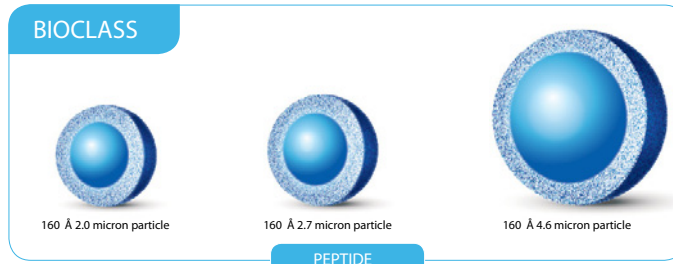 BIOCLASS
160 Å 2.0 micron particle
160 Å 2.7 micron particle
160 Å 4.6 micron particle
PEPTIDE